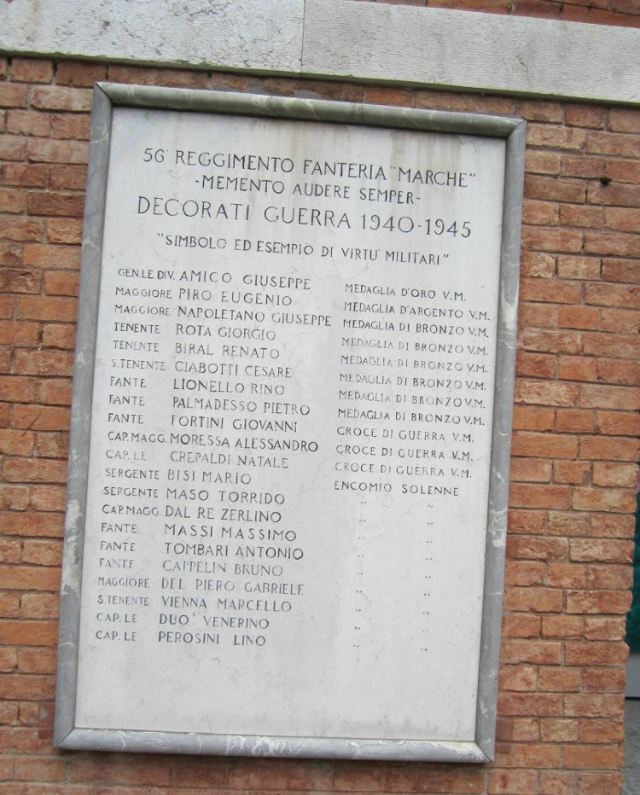 56° REGGIMENTO FANTERIA "MARCHE"
-MEMENTO AUDERE SEMPER-
DECORATI GUERRA 1940-1945
"SIMBOLO ED ESEMPIO DI VIRTU' MILITARI"
GEN.LE DIV. AMICO GIUSEPPE MEDAGLIA D'ORO V.M.
MAGGIORE PIRO EUGENIO MEDAGLIA D'ARGENTO V.M.
MAGGIORE NAPOLETANO GIUSEPPE MEDAGLIA DI BRONZO V.M.
TENENTE ROTA GIORGIO MEDAGLIA DI BRONZO V.M.
TENENTE BIRAL RENATO MEDAGLIA DI BRONZO V.M.
S.TENENTE CIABOTTI CESARE MEDAGLIA DI BRONZO V.M.
FANTE LIONELLO RINO MEDAGLIA DI BRONZO V.M.
FANTE PALMADESSO PIETRO MEDAGLIA DI BRONZO V.M.
FANTE FORTINI GIOVANNI CROCE DI GUERRA V.M.
CAP.MAGG. MORESSA ALESSANDRO CROCE DI GUERRA V.M.
CAP.LE CREPALDI NATALE CROCE DI GUERRA V.M.
SERGENTE BISI MARIO ENCOMIO SOLENNE
SERGENTE MASO TORRIDO " "
CAP.MAGG. DAL RE ZERLINO " "
FANTE MASSI MASSIMO " "
FANTE TOMBARI ANTONIO " "
FANTE CAPPELIN BRUNO " "
MAGGIORE DEL PIERO GABRIELE " "
S.TENENTE VIENNA MARCELLO " "
CAP.LE DUO' VENERINO " "
CAP.LE PEROSINI LINO " "